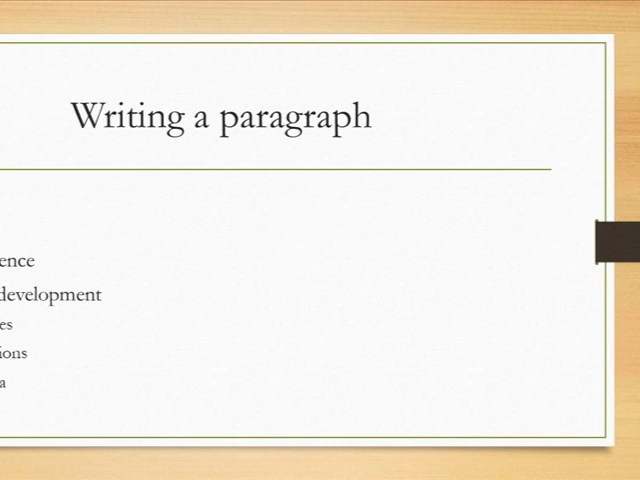 Writing a paragraph
ence
development
es
ions
a